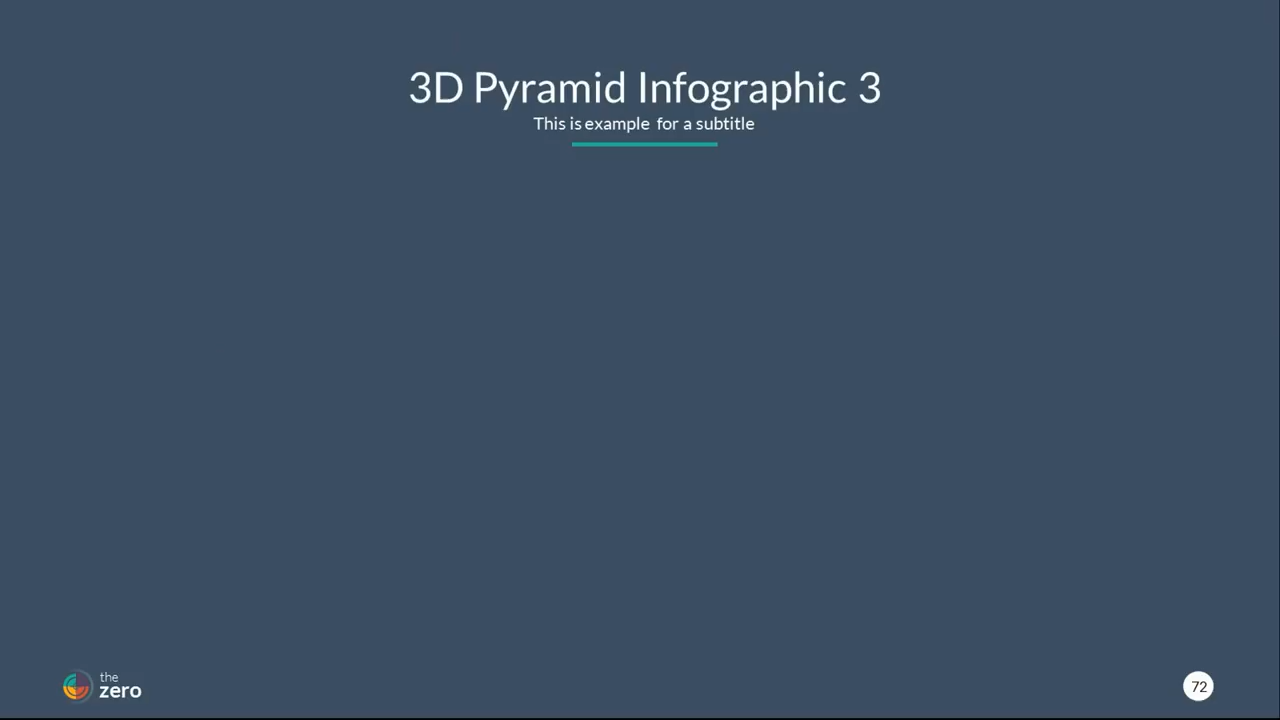 3D Pyramid Infographic 3
This is example for a subtitle
the
zero
72